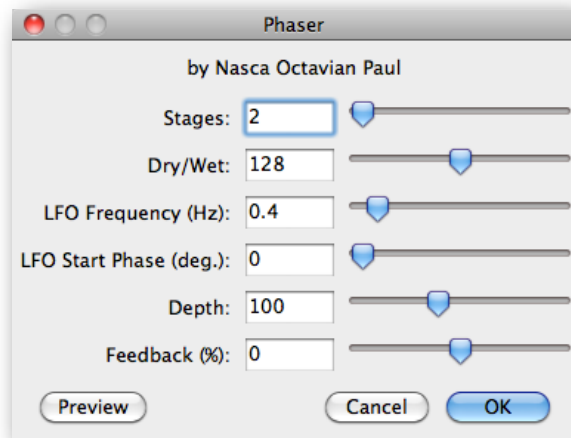 Phaser
by Nasca Octavian Paul
Stages: 2
Dry/Wet: 128
LFO Frequency (Hz): 0.4
LFO Start Phase (deg.): 0
Depth: 100
Feedback (%): 0
Preview Cancel OK